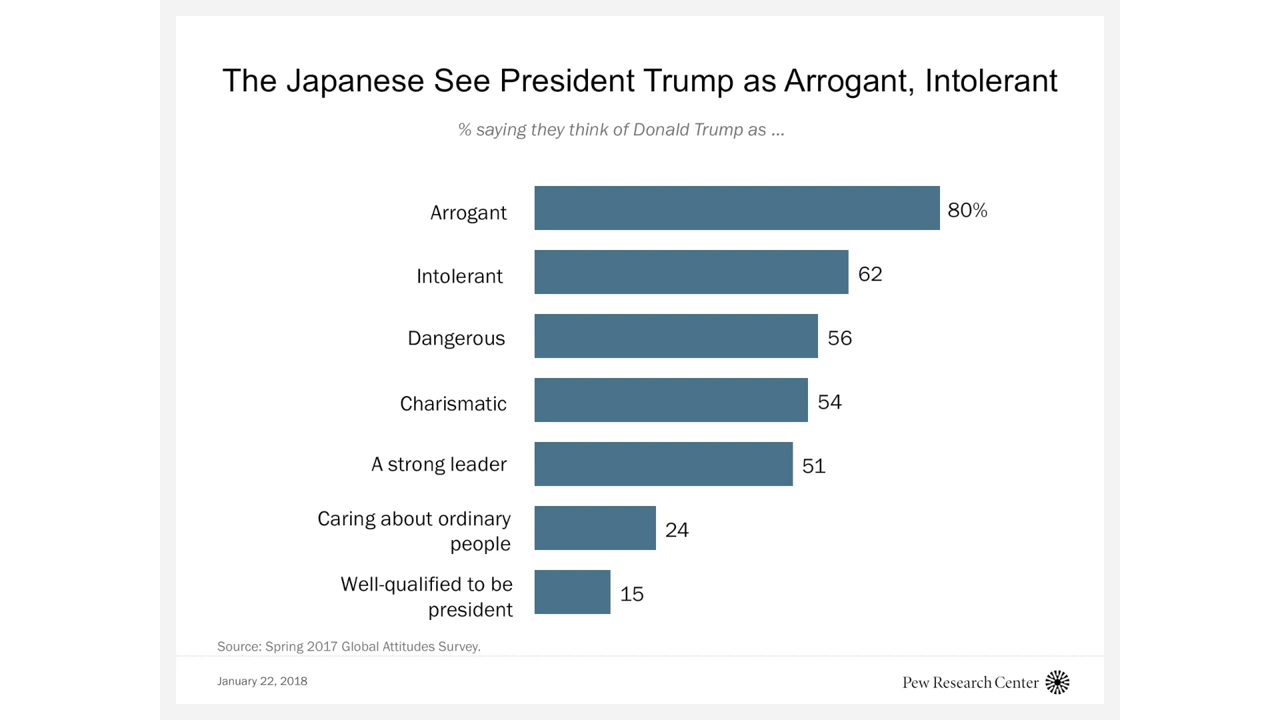 The Japanese See President Trump as Arrogant, Intolerant
% saying they think of Donald Trump as ...
Arrogant 80%
Intolerant 62
Dangerous 56
Charismatic 54
A strong leader 51
Caring about ordinary
people 24
Well-qualified to be
president 15
Source: Spring 2017 Global Attitudes Survey.
January 22, 2018
Pew Research Center